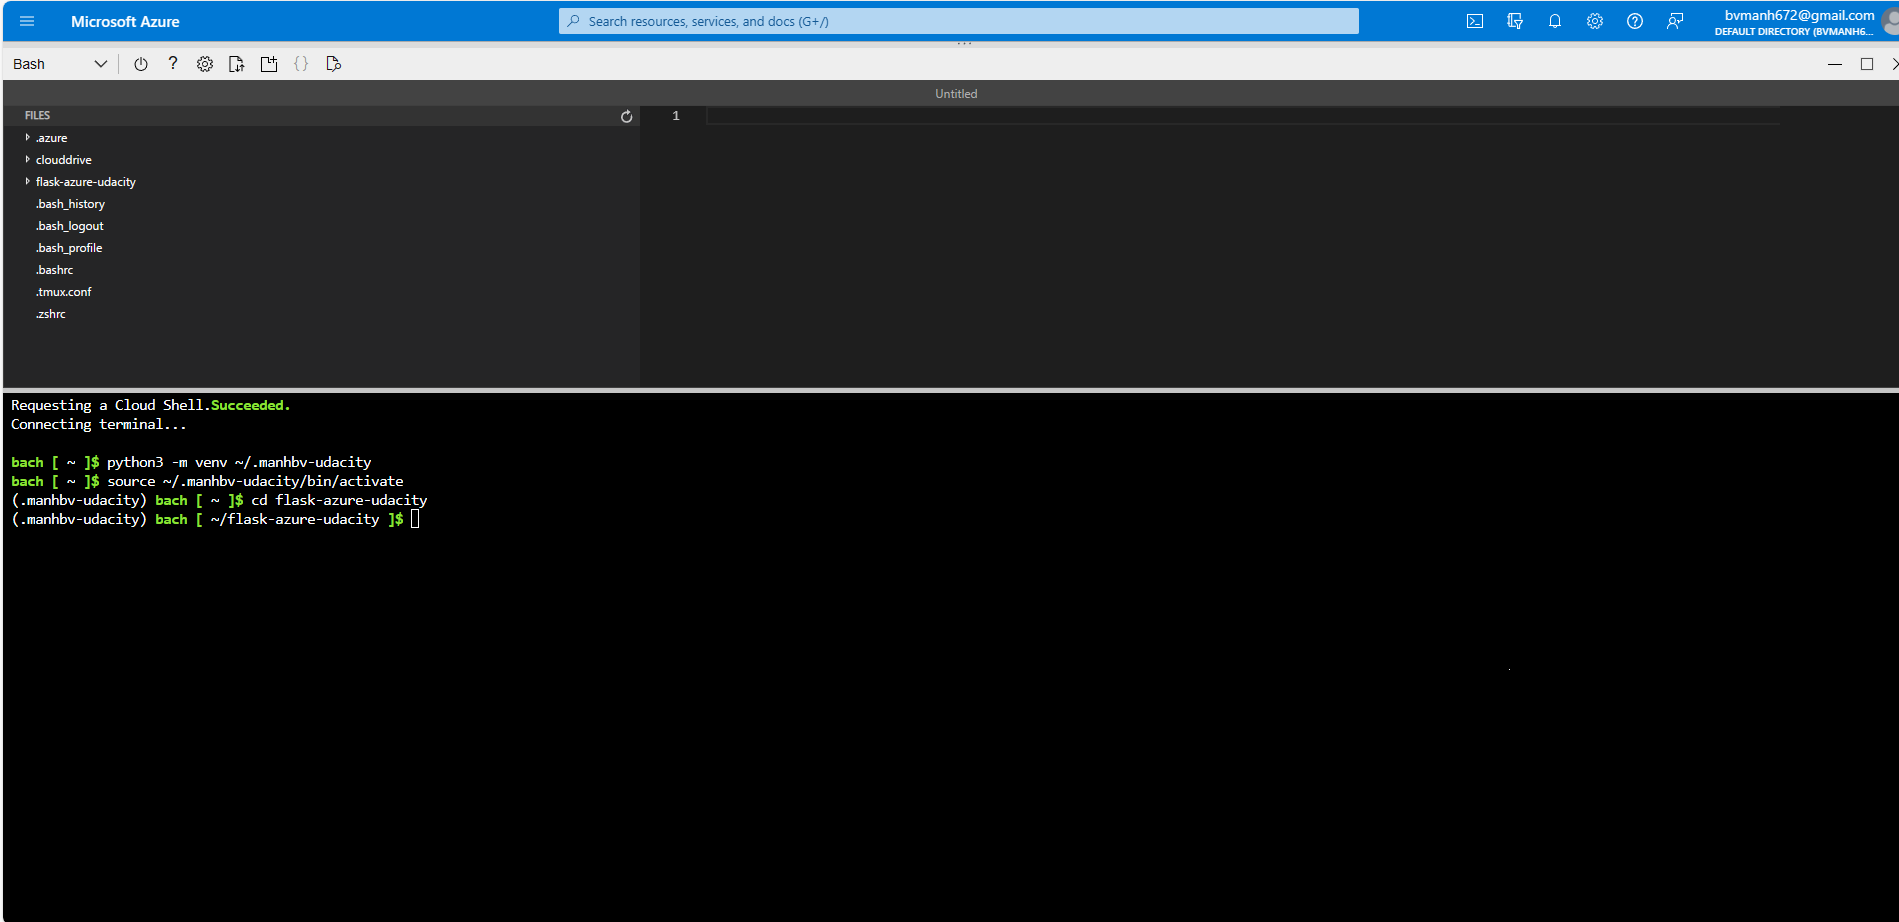 Microsoft Azure
Search resources, services, and docs (G+/)
bvmanh672@gmail.com
DEFAULT DIRECTORY (BVMANH6...
Bash
Untitled
FILES
1
.azure
clouddrive
flask-azure-udacity
.bash_history
.bash_logout
.bash_profile
.bashrc
.tmux.conf
.zshrc
Requesting a Cloud Shell.Succeeded.
Connecting terminal...
bach [ ~ ]$ python3 -m venv ~/.manhbv-udacity
bach [ ~ ]$ source ~/.manhbv-udacity/bin/activate
(.manhbv-udacity) bach [ ~ ]$ cd flask-azure-udacity
(.manhbv-udacity) bach [ ~/flask-azure-udacity ]$